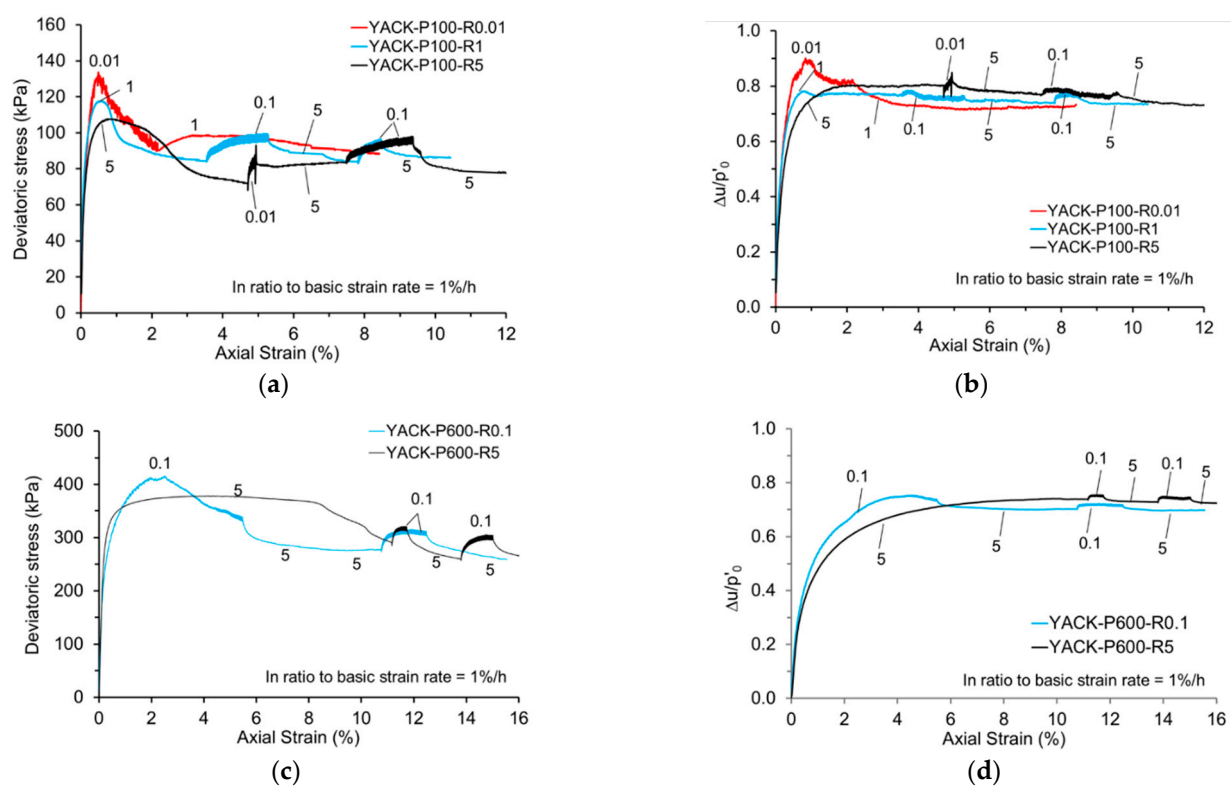 YACK-P100-R0.01
YACK-P100-R1
YACK-P100-R5
160
140
120
100
80
60
40
20
0
Deviatoric stress (kPa)
0.01
1
5
1
0.1
5
0.01
5
0.1
5
5
In ratio to basic strain rate = 1%/h
0 2 4 6 8 10 12
Axial Strain (%)
(a)
1.0
0.8
0.6
0.4
0.2
0.0
Δu/p'0
0.01
1
5
1
0.1
0.01
5
5
0.1
0.1
5
5
YACK-P100-R0.01
YACK-P100-R1
YACK-P100-R5
In ratio to basic strain rate = 1%/h
0 2 4 6 8 10 12
Axial Strain (%)
(b)
YACK-P600-R0.1
YACK-P600-R5
500
400
300
200
100
0
Deviatoric stress (kPa)
0.1
5
5
5
0.1
5
0.1
5
In ratio to basic strain rate = 1%/h
0 2 4 6 8 10 12 14 16
Axial Strain (%)
(c)
1.0
0.8
0.6
0.4
0.2
0.0
Δu/p'0
0.1
5
5
0.1
0.1
5
0.1
5
5
YACK-P600-R0.1
YACK-P600-R5
In ratio to basic strain rate = 1%/h
0 2 4 6 8 10 12 14 16
Axial Strain (%)
(d)